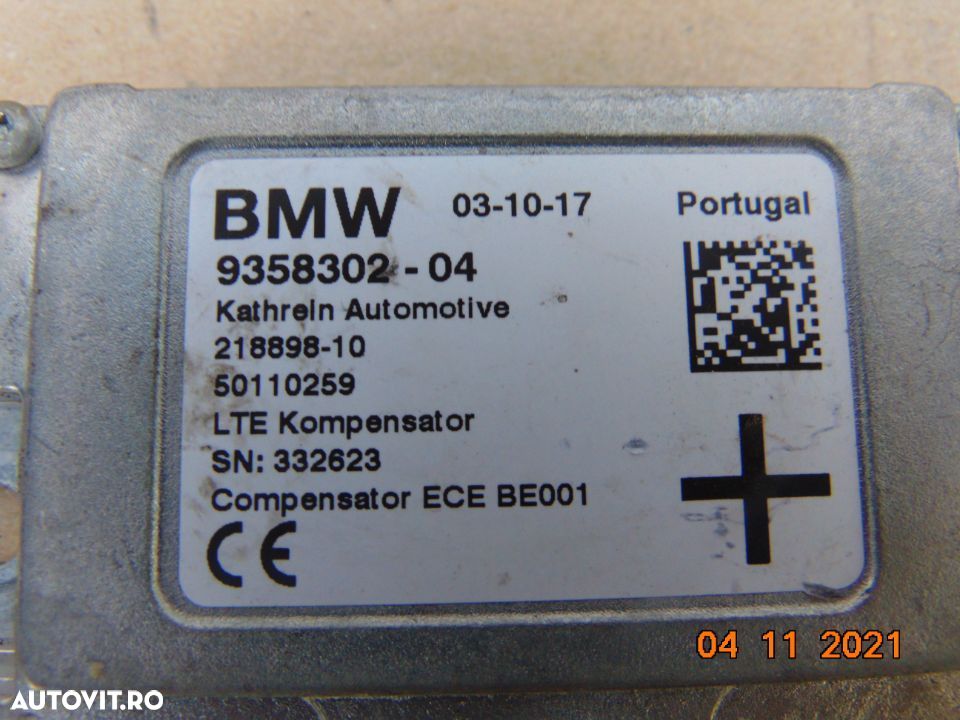 BMW 03-10-17 Portugal
9358302-04
Kathrein Automotive
218898-10
50110259
LTE Kompensator
SN: 332623
Compensator ECE BE001
CE
04 11 2021
AUTOVIT.RO